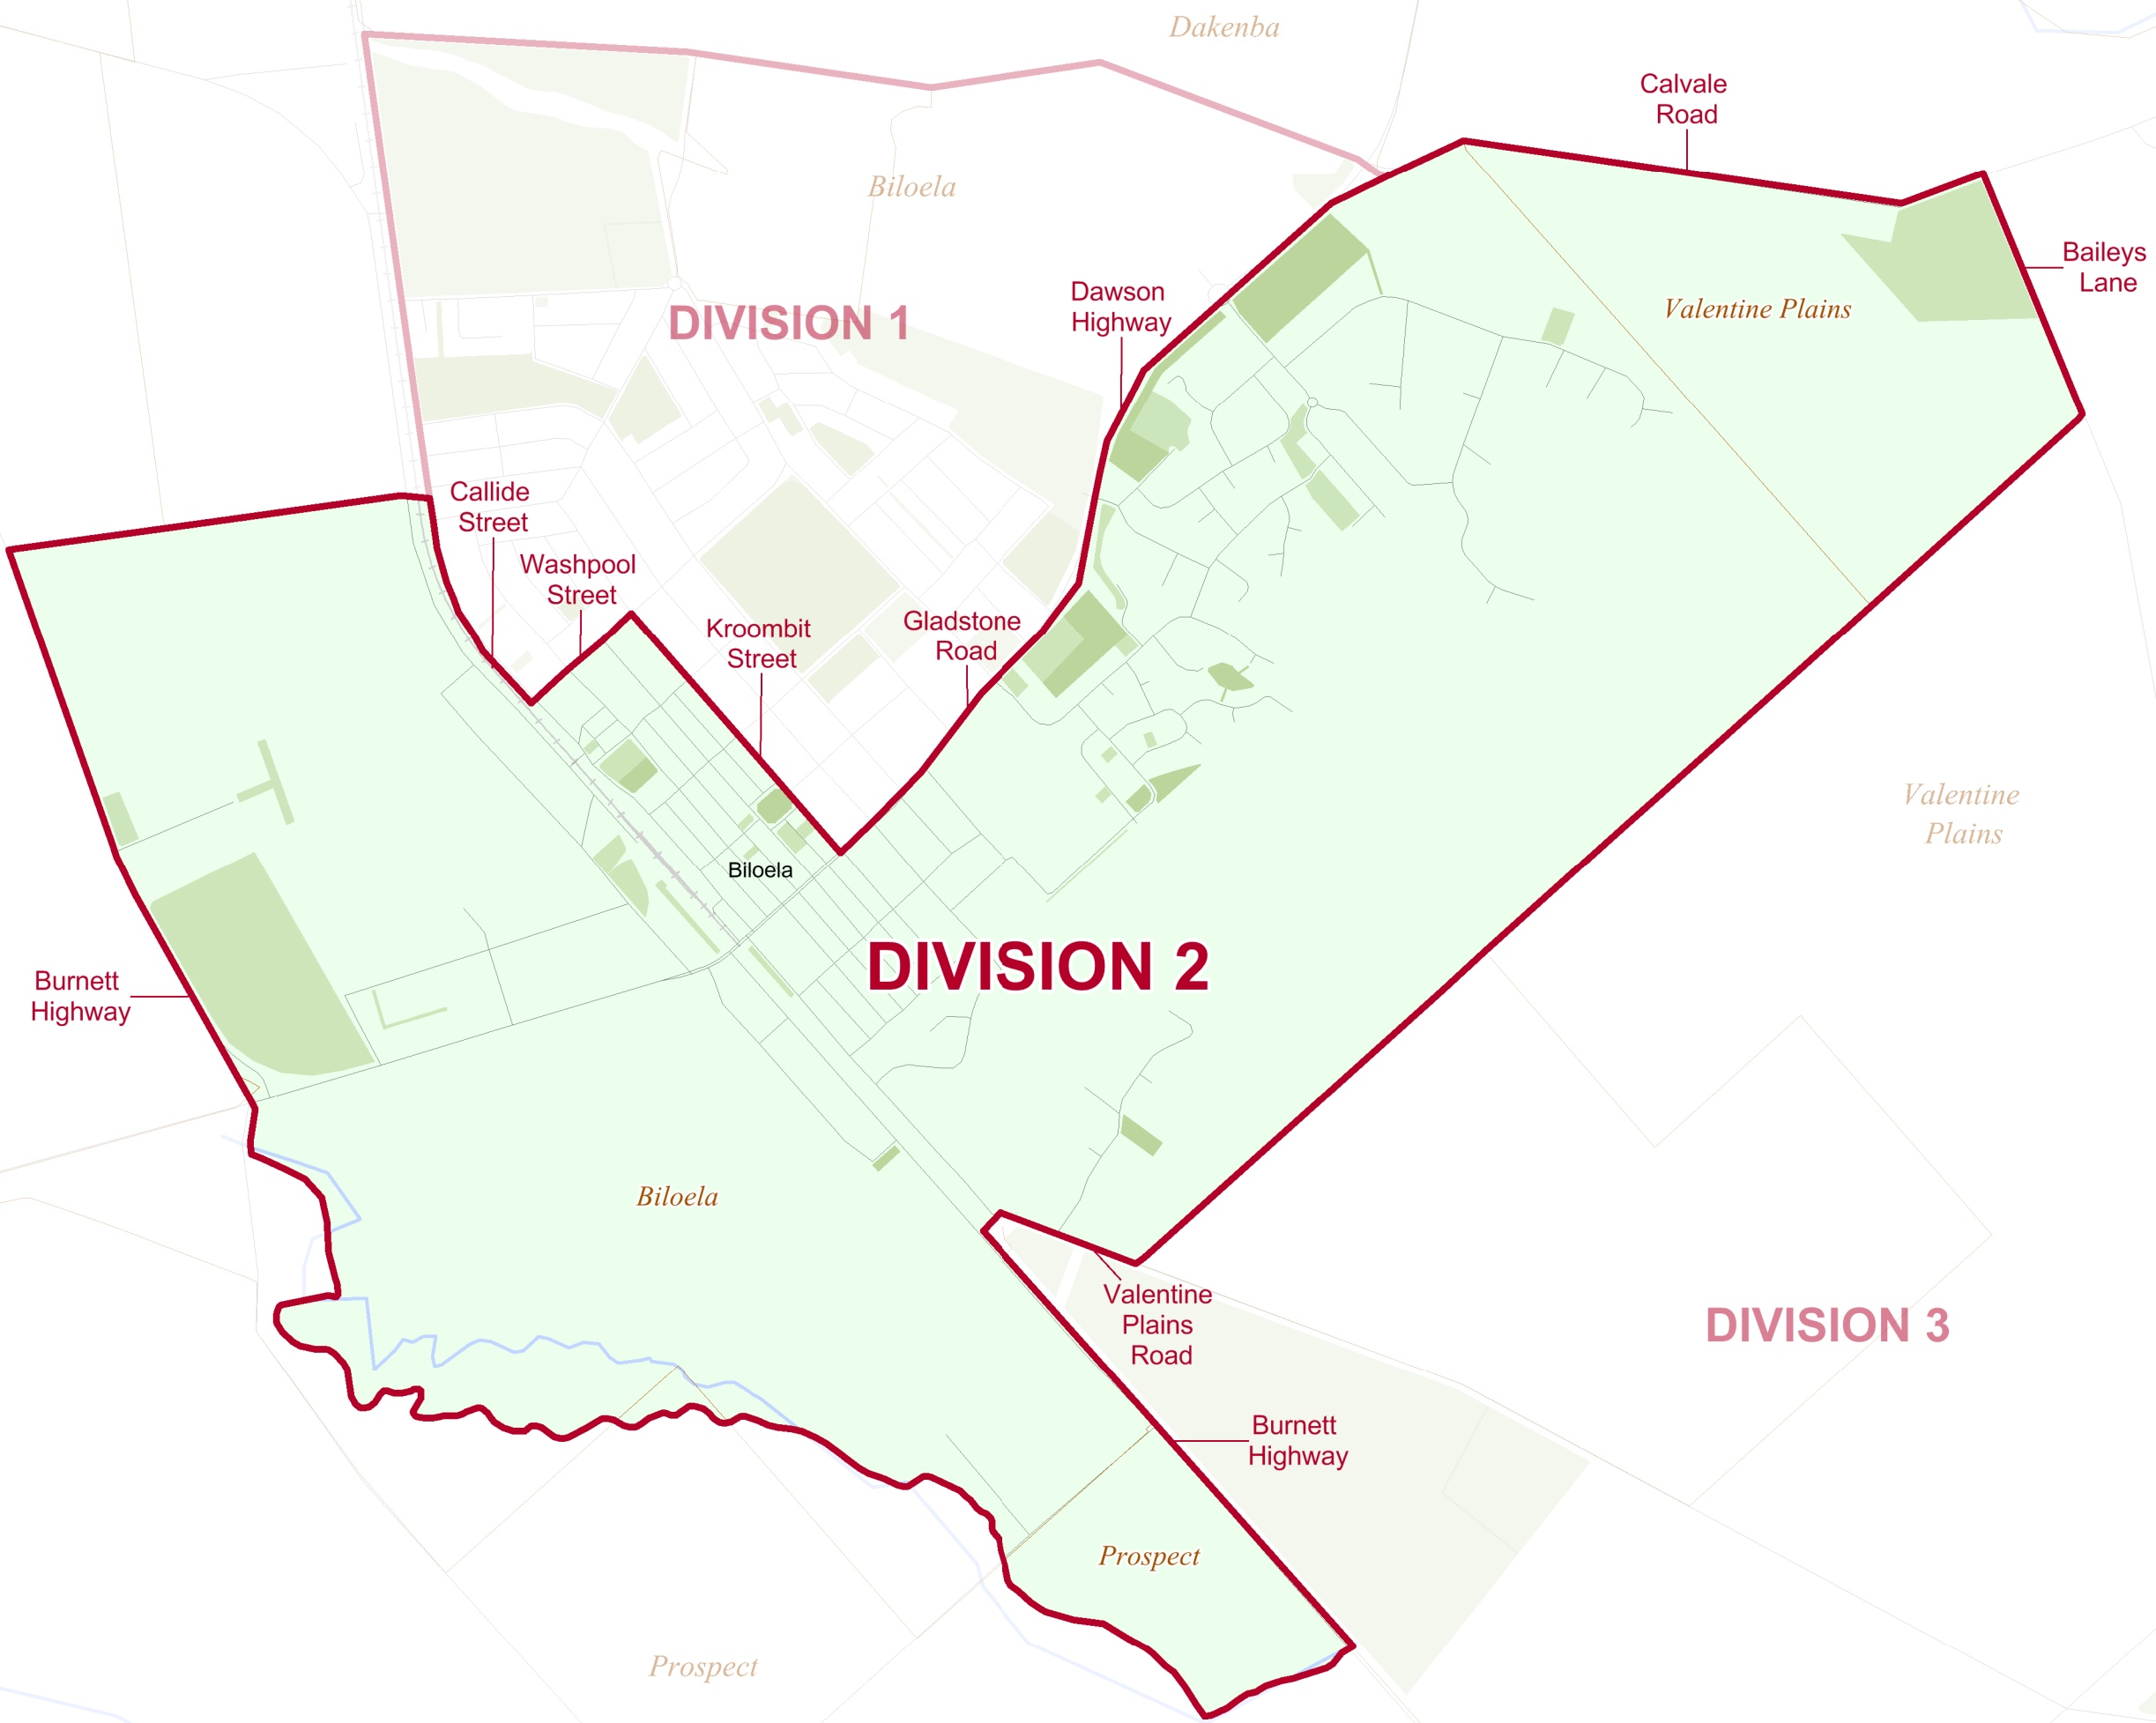 Dakenba
Calvale
Road
Biloela
Baileys
Lane
Dawson
Highway
Valentine Plains
DIVISION 1
Callide
Street
Washpool
Street
Kroombit
Street
Gladstone
Road
Valentine
Plains
Biloela
DIVISION 2
Burnett
Highway
Biloela
Valentine
Plains
Road
DIVISION 3
Burnett
Highway
Prospect
Prospect